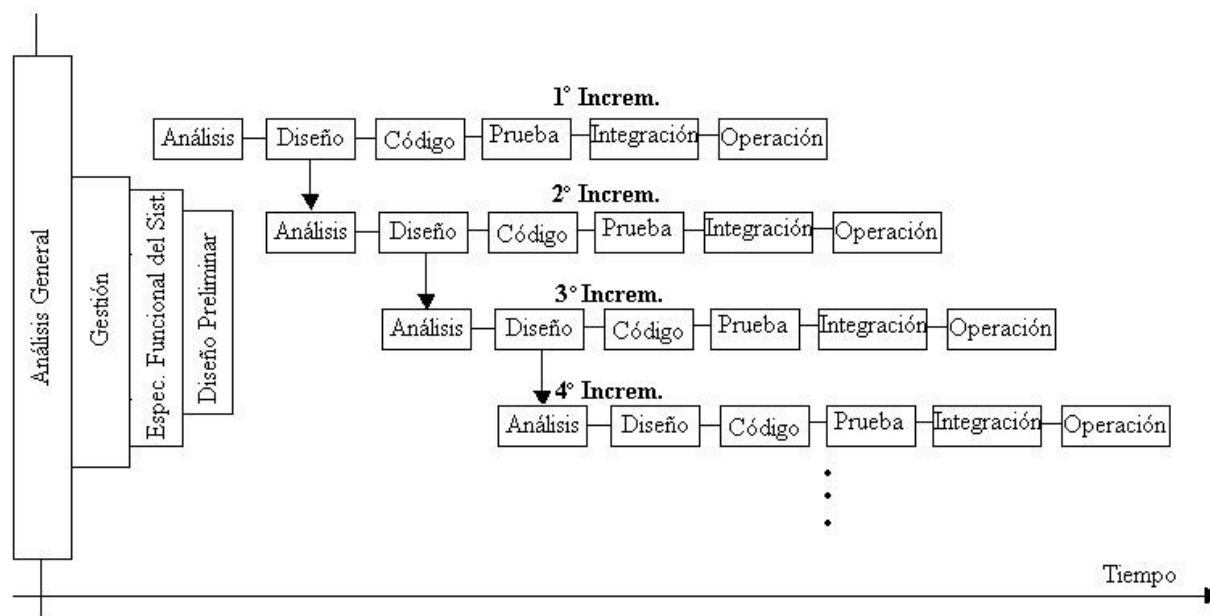 Análisis General
Gestión
Espec. Funcional del Sist.
Diseño Preliminar
1° Increm.
Análisis Diseño Código Prueba Integración Operación
2° Increm.
Análisis Diseño Código Prueba Integración Operación
3° Increm.
Análisis Diseño Código Prueba Integración Operación
4° Increm.
Análisis Diseño Código Prueba Integración Operación
Tiempo